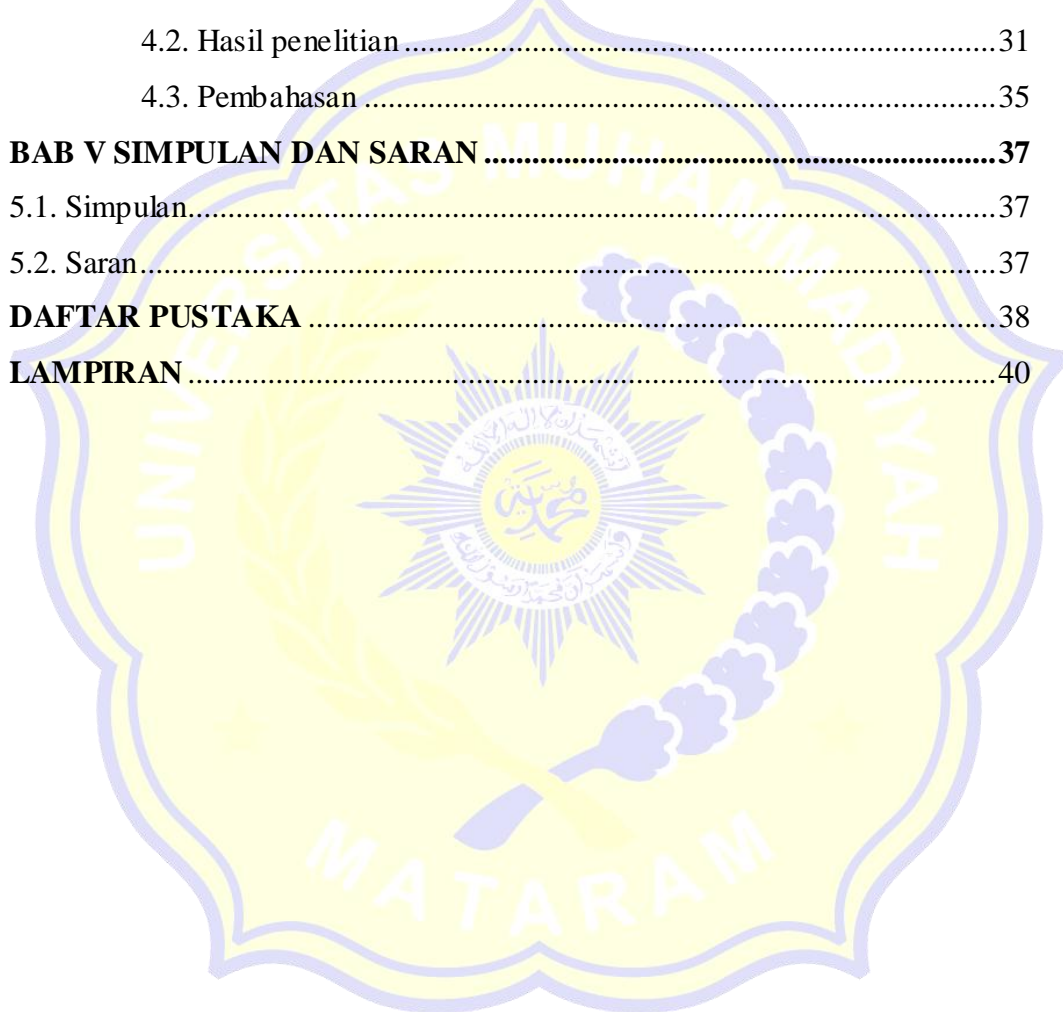 4.2. Hasil penelitian....................................................................................31
4.3. Pembahasan..........................................................................................35
BAB V SIMPULAN DAN SARAN.................................................................37
5.1. Simpulan................................................................................................37
5.2. Saran.......................................................................................................37
DAFTAR PUSTAKA........................................................................................38
LAMPIRAN......................................................................................................40
UNIVERSITAS MUHAMMADIYAH
MATARAM